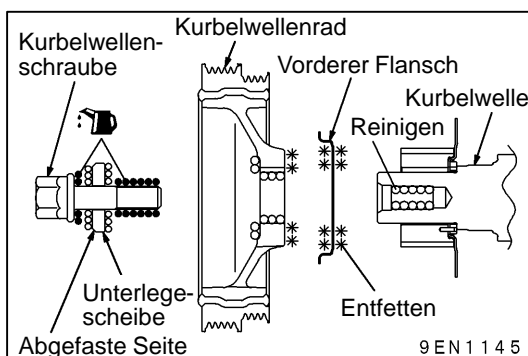 Kurbelwellenrad
Kurbelwellen-
schraube
Vorderer Flansch
Kurbelwelle
Reinigen
Unterlege-
scheibe
Abgefaste Seite
Entfetten
9EN1145